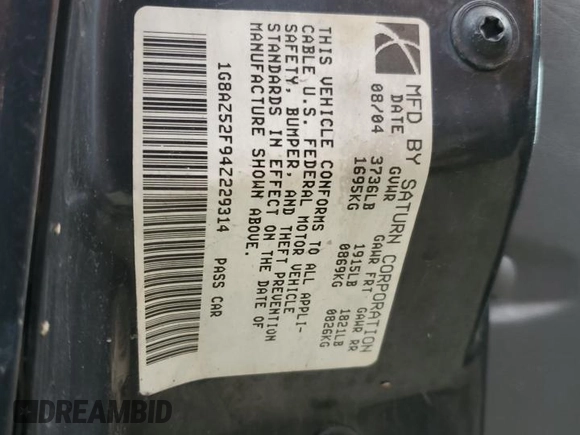 MFD BY SATURN CORPORATION
DATE GVWR GAWR FRT GAWR RR
08/04 3736LB 1915LB 1821LB
1695KG 0869KG 0826KG
THIS VEHICLE CONFORMS TO ALL APPLI-
CABLE U.S. FEDERAL MOTOR VEHICLE
SAFETY, BUMPER, AND THEFT PREVENTION
STANDARDS IN EFFECT ON THE DATE OF
MANUFACTURE SHOWN ABOVE.
1G8AZ52F94Z229314 PASS CAR
DREAMBID